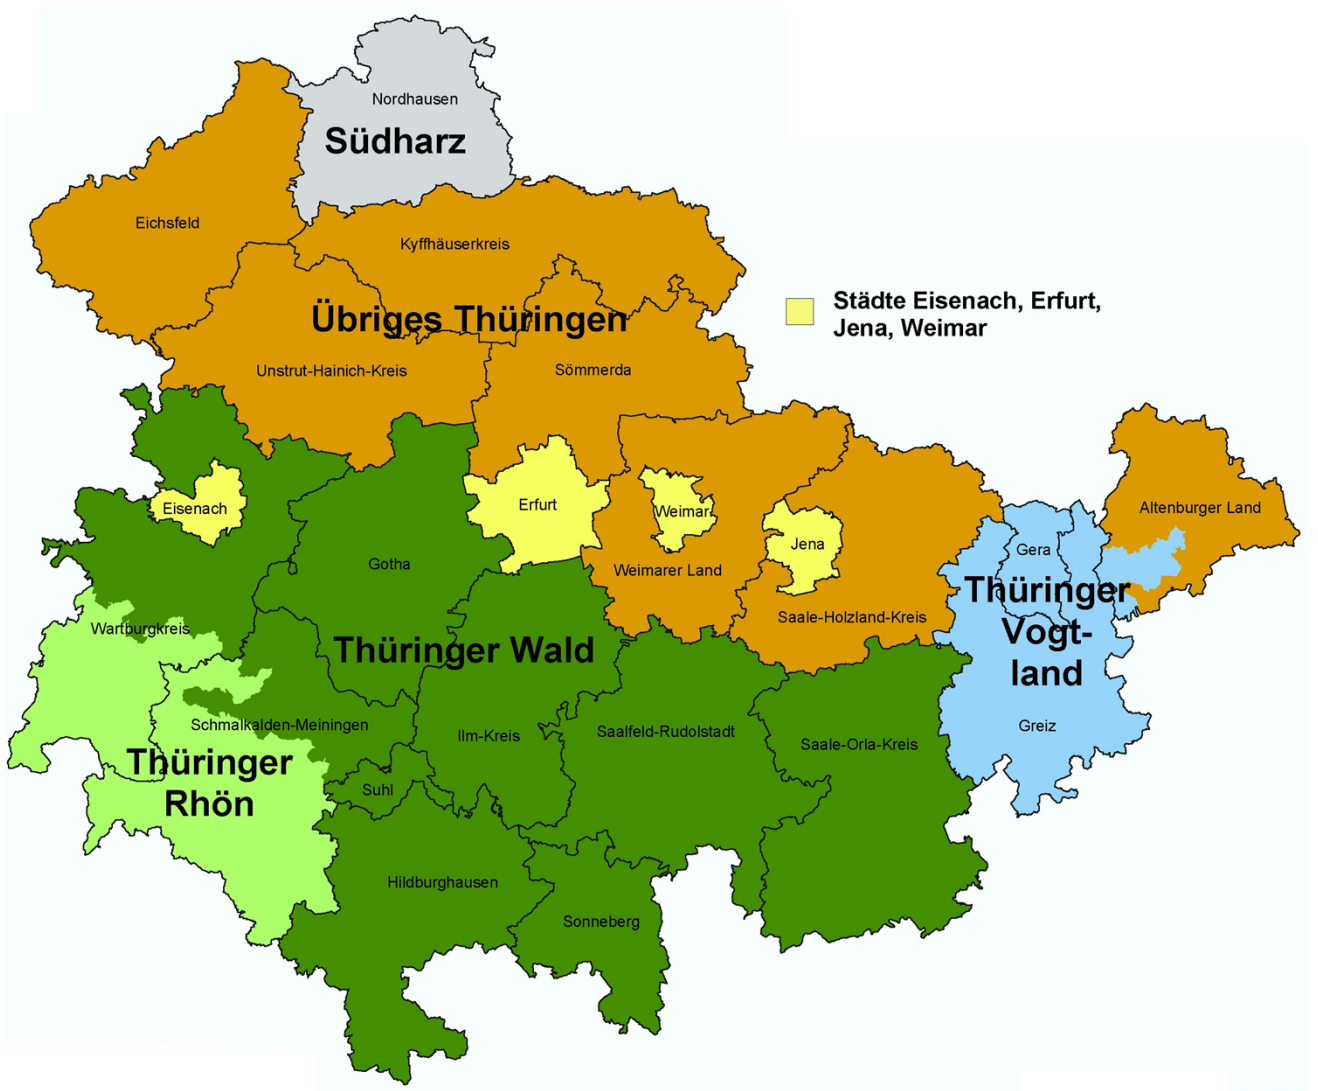 Nordhausen
Südharz
Eichsfeld
Kyffhäuserkreis
Städte Eisenach, Erfurt,
Jena, Weimar
Übriges Thüringen
Unstrut-Hainich-Kreis
Sömmerda
Eisenach
Erfurt
Weimar
Altenburger Land
Jena
Gera
Gotha
Weimarer Land
Thüringer
Vogt-
land
Saale-Holzland-Kreis
Wartburgkreis
Thüringer Wald
Schmalkalden-Meiningen
Ilm-Kreis
Saalfeld-Rudolstadt
Saale-Orla-Kreis
Greiz
Thüringer
Rhön
Suhl
Hildburghausen
Sonneberg